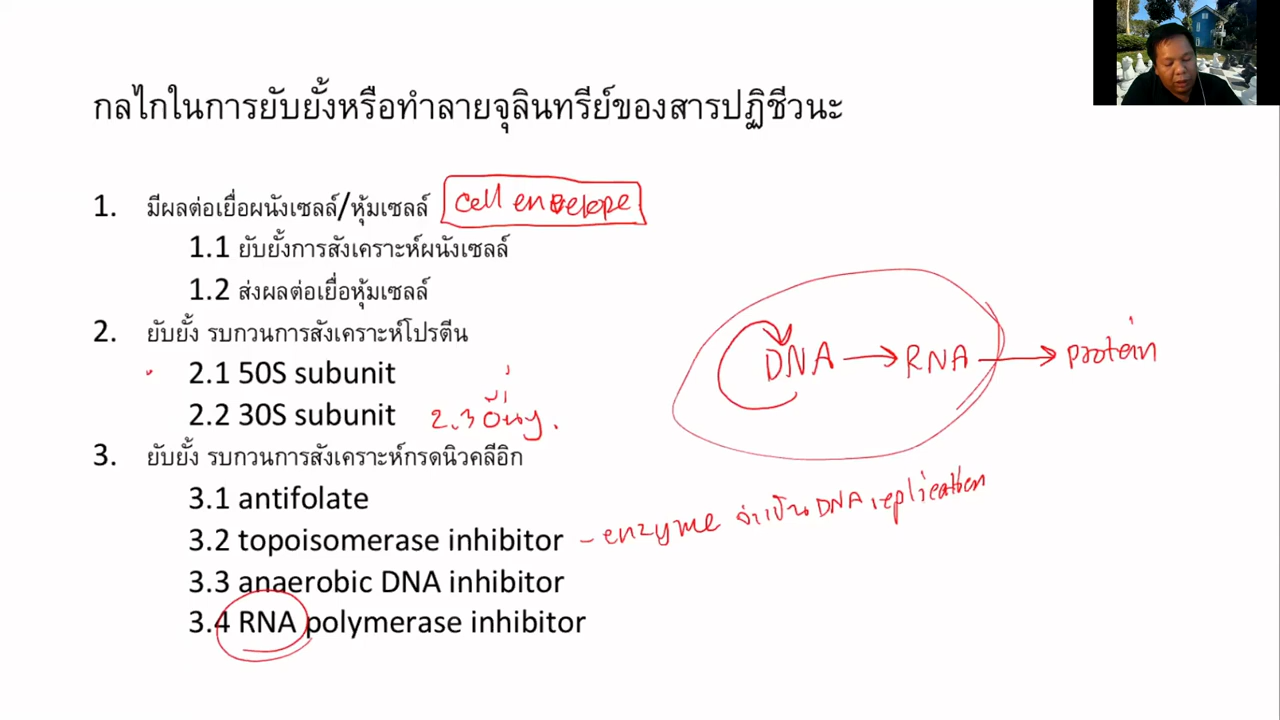 กลไกในการยับยั้งหรือทำลายจุลินทรีย์ของสารปฏิชีวนะ
1. มีผลต่อเยื่อผนังเซลล์/หุ้มเซลล์ cell envelope
1.1 ยับยั้งการสังเคราะห์ผนังเซลล์
1.2 ส่งผลต่อเยื่อหุ้มเซลล์
2. ยับยั้ง รบกวนการสังเคราะห์โปรตีน
DNA → RNA → protein
2.1 50S subunit
2.2 30S subunit 2.3 อื่นๆ.
3. ยับยั้ง รบกวนการสังเคราะห์กรดนิวคลีอิก
3.1 antifolate
3.2 topoisomerase inhibitor - enzyme จำเป็น DNA replication
3.3 anaerobic DNA inhibitor
3.4 RNA polymerase inhibitor